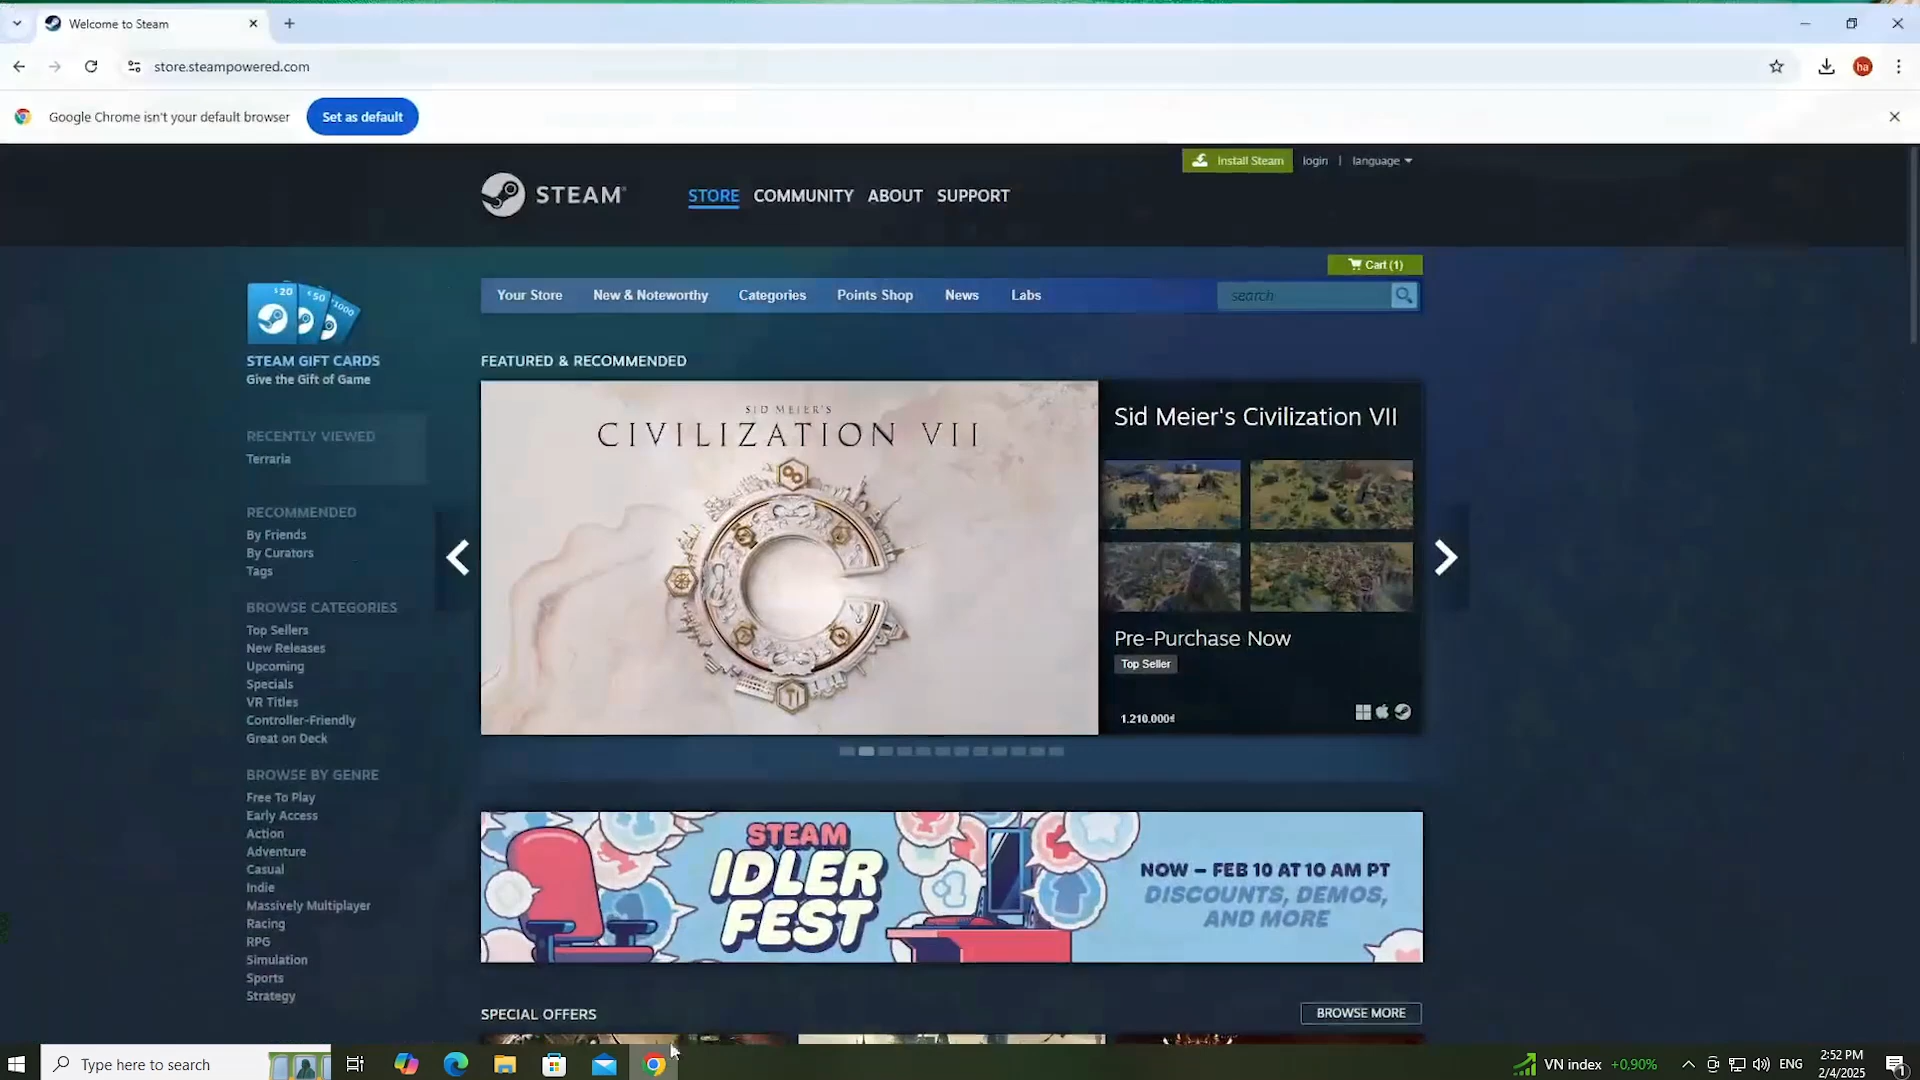 Welcome to Steam
store.steampowered.com
ha
Google Chrome isn't your default browser
Set as default
Install Steam
login
|
language
STEAM®
STORE
COMMUNITY
ABOUT
SUPPORT
Cart (1)
Your Store
New & Noteworthy
Categories
Points Shop
News
Labs
search
$20
€50
¥1000
STEAM GIFT CARDS
Give the Gift of Game
RECENTLY VIEWED
Terraria
RECOMMENDED
By Friends
By Curators
Tags
BROWSE CATEGORIES
Top Sellers
New Releases
Upcoming
Specials
VR Titles
Controller-Friendly
Great on Deck
BROWSE BY GENRE
Free To Play
Early Access
Action
Adventure
Casual
Indie
Massively Multiplayer
Racing
RPG
Simulation
Sports
Strategy
FEATURED & RECOMMENDED
SID MEIER'S
CIVILIZATION VII
Sid Meier's Civilization VII
Pre-Purchase Now
Top Seller
1.210.000₫
STEAM
IDLER
FEST
NOW – FEB 10 AT 10 AM PT
DISCOUNTS, DEMOS,
AND MORE
SPECIAL OFFERS
BROWSE MORE
Type here to search
VN index +0,90%
ENG
2:52 PM
2/4/2025
1